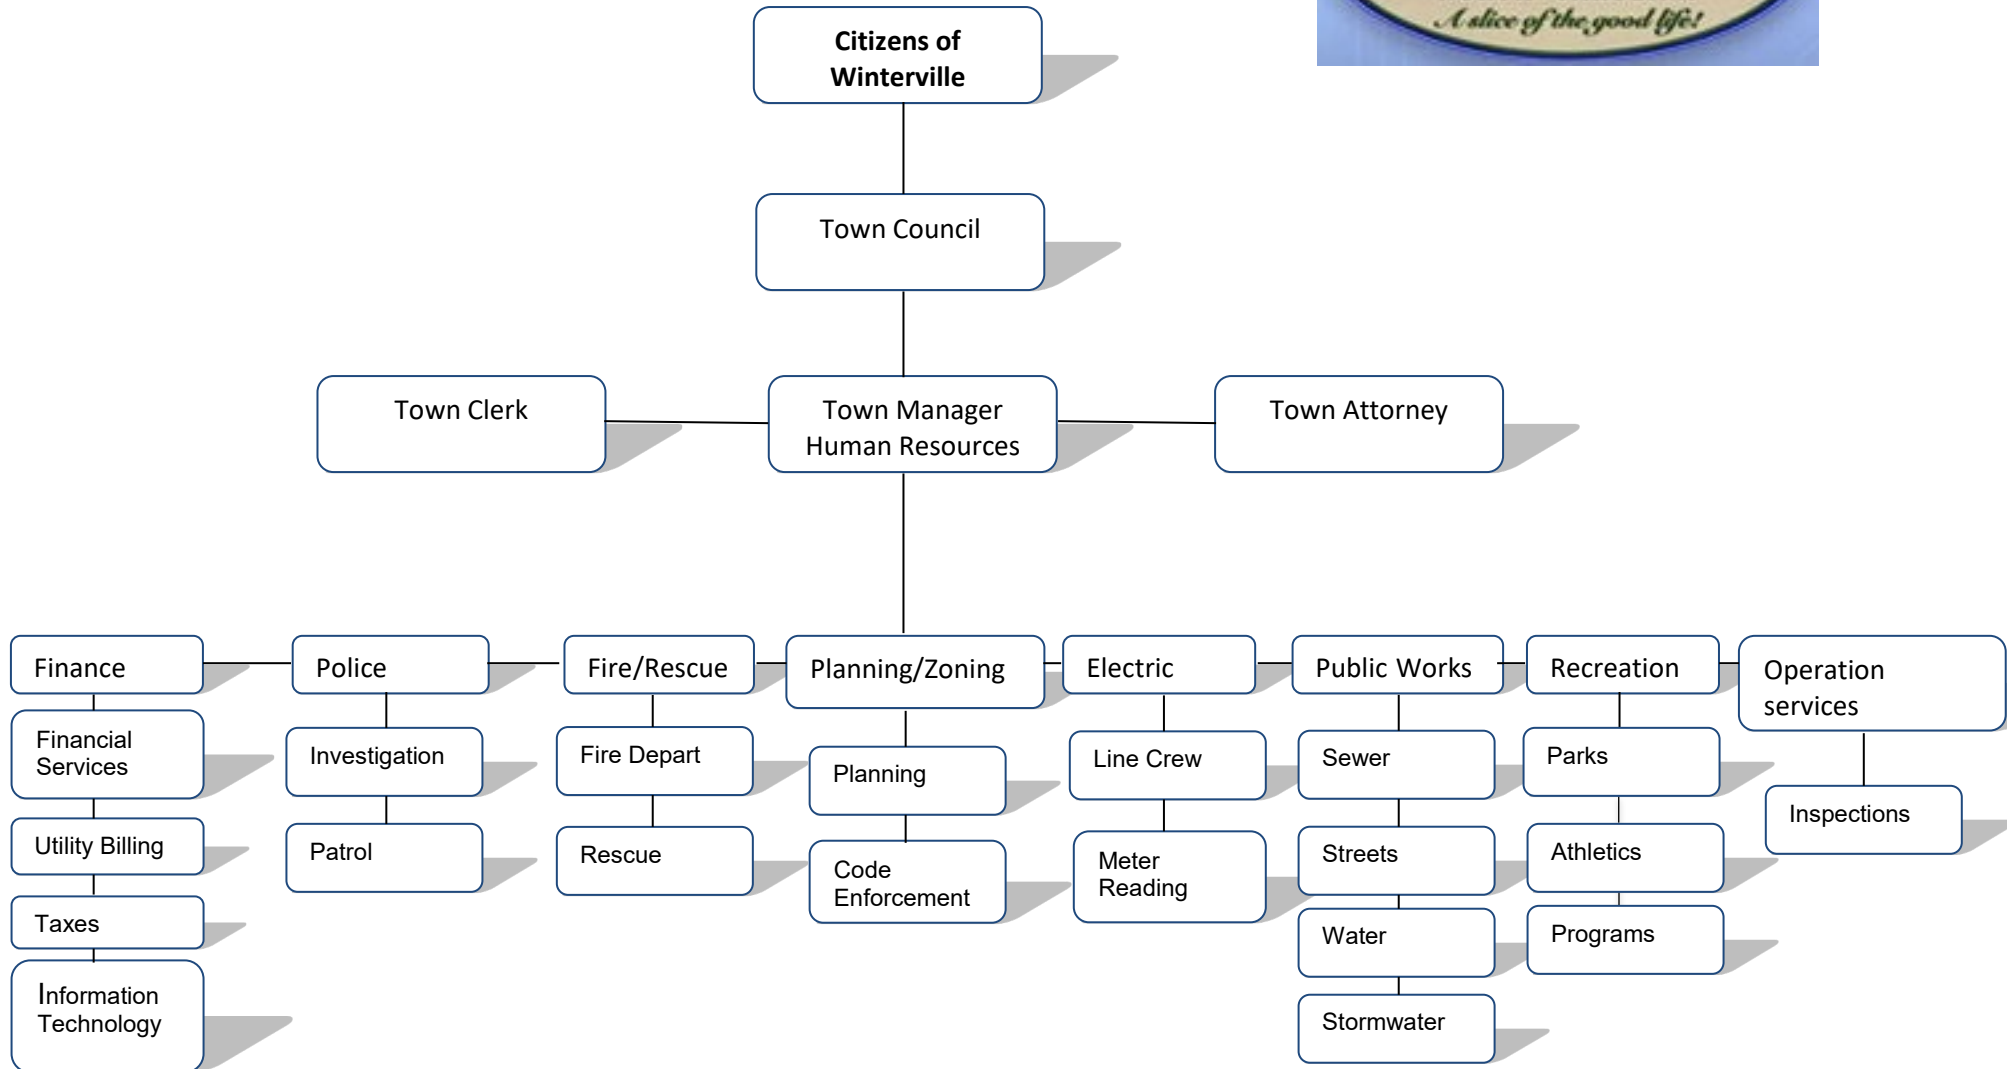 A slice of the good life!
Citizens of
Winterville
Town Council
Town Clerk
Town Manager
Human Resources
Town Attorney
Finance
Police
Fire/Rescue
Planning/Zoning
Electric
Public Works
Recreation
Operation
services
Financial
Services
Utility Billing
Taxes
Information
Technology
Investigation
Patrol
Fire Depart
Rescue
Planning
Code
Enforcement
Line Crew
Meter
Reading
Sewer
Streets
Water
Stormwater
Parks
Athletics
Programs
Inspections